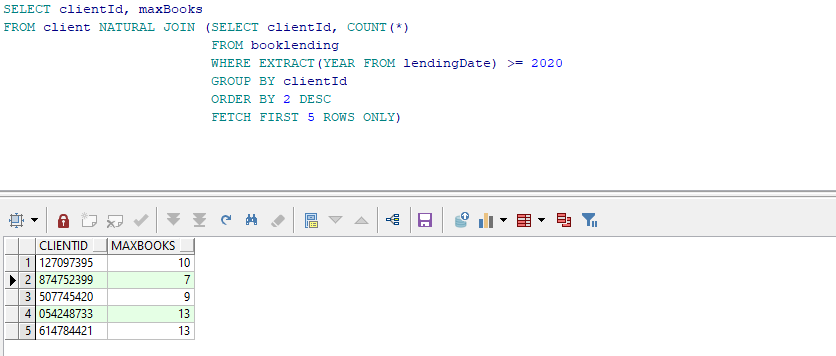 SELECT clientId, maxBooks
FROM client NATURAL JOIN (SELECT clientId, COUNT(*)
FROM booklending
WHERE EXTRACT(YEAR FROM lendingDate) >= 2020
GROUP BY clientId
ORDER BY 2 DESC
FETCH FIRST 5 ROWS ONLY)
CLIENTID MAXBOOKS
1 127097395 10
2 874752399 7
3 507745420 9
4 054248733 13
5 614784421 13